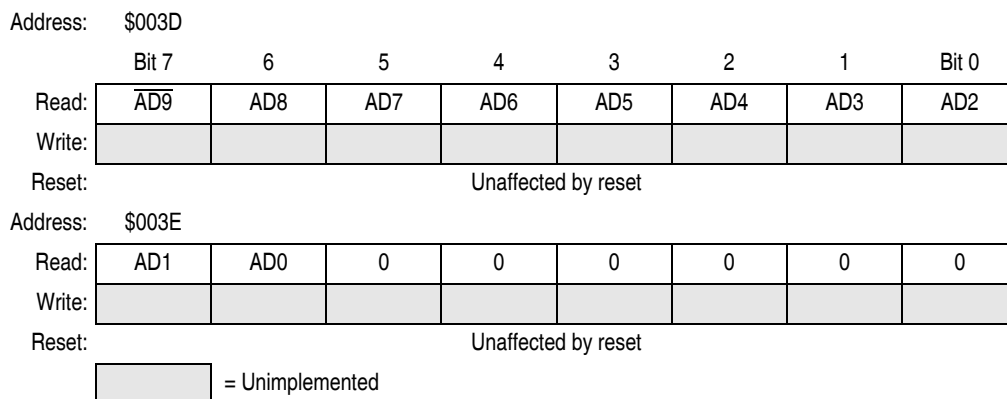 Address: $003D
Bit 7 6 5 4 3 2 1 Bit 0
Read: A̅D̅9̅ AD8 AD7 AD6 AD5 AD4 AD3 AD2
Write:
Reset: Unaffected by reset
Address: $003E
Read: AD1 AD0 0 0 0 0 0 0
Write:
Reset: Unaffected by reset
= Unimplemented